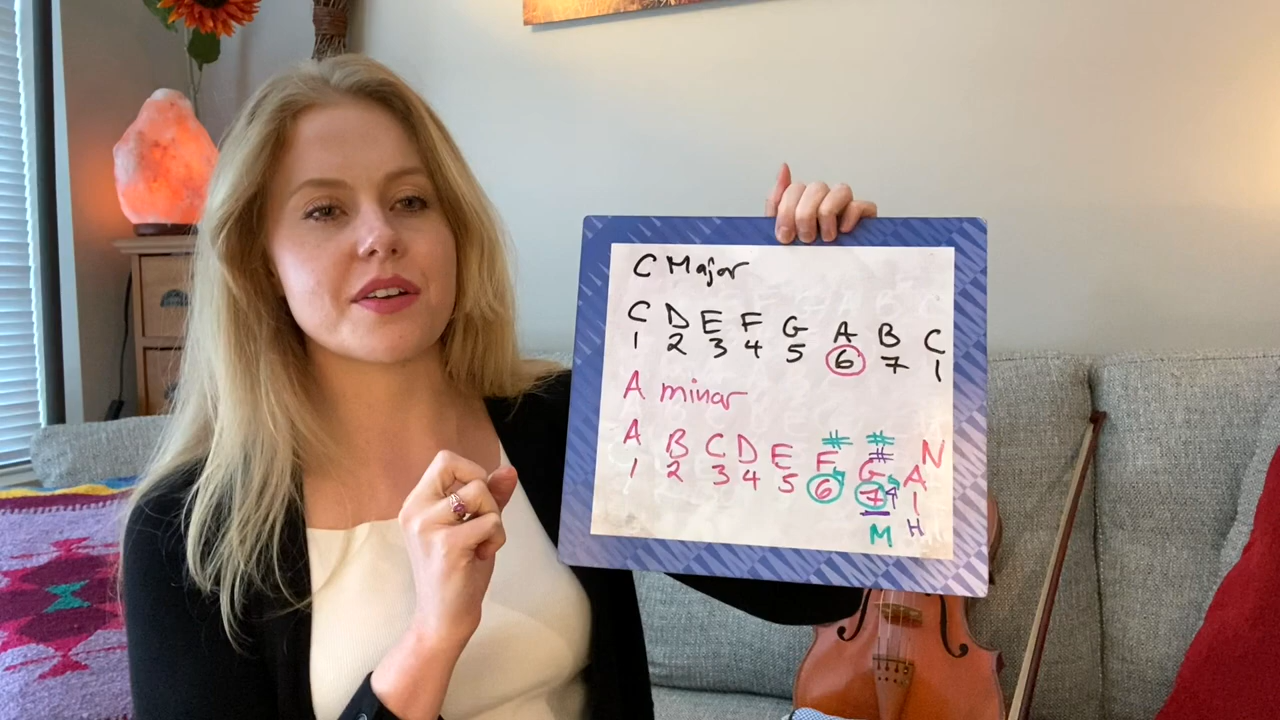 C Major
C D E F G A B C
1 2 3 4 5 6 7 1
A minor
# #
# N
A B C D E F G A
1 2 3 4 5 6 7 1
M H